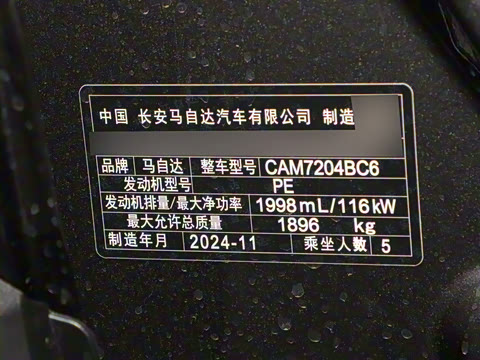 中国 长安马自达汽车有限公司 制造
品牌 马自达 整车型号 CAM7204BC6
发动机型号 PE
发动机排量/最大净功率 1998mL/116kW
最大允许总质量 1896 kg
制造年月 2024-11 乘坐人数 5